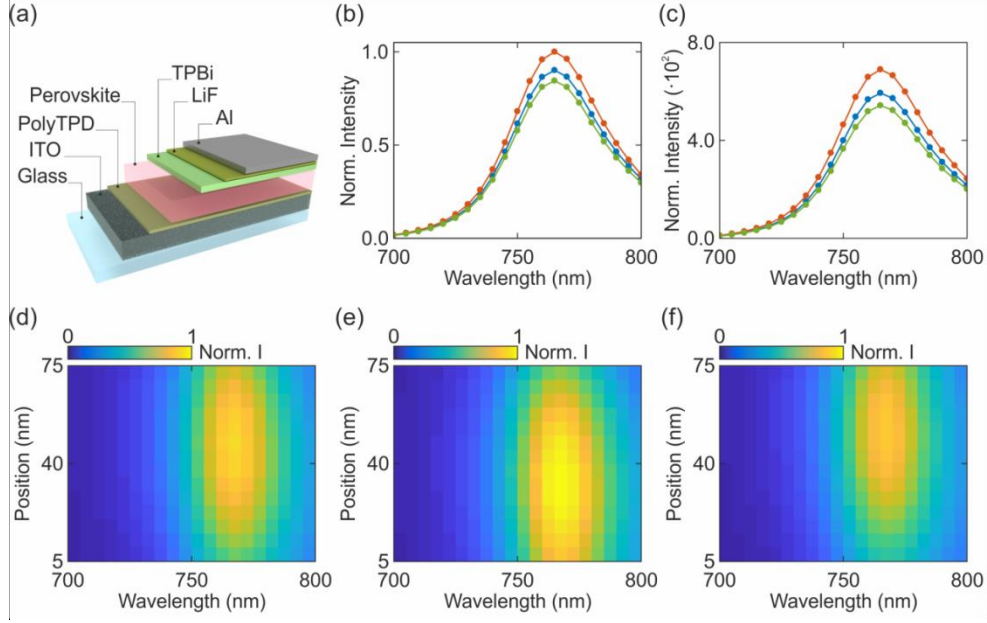 (a)
TPBi
LiF
Al
Perovskite
PolyTPD
ITO
Glass
(b)
1.0
0.5
0.0
Norm. Intensity
700
750
800
Wavelength (nm)
(c)
8.0
4.0
0.0
Norm. Intensity (·10²)
700
750
800
Wavelength (nm)
(d)
0
1
Norm. I
75
40
5
Position (nm)
700
750
800
Wavelength (nm)
(e)
0
1
Norm. I
75
40
5
Position (nm)
700
750
800
Wavelength (nm)
(f)
0
1
Norm. I
75
40
5
Position (nm)
700
750
800
Wavelength (nm)